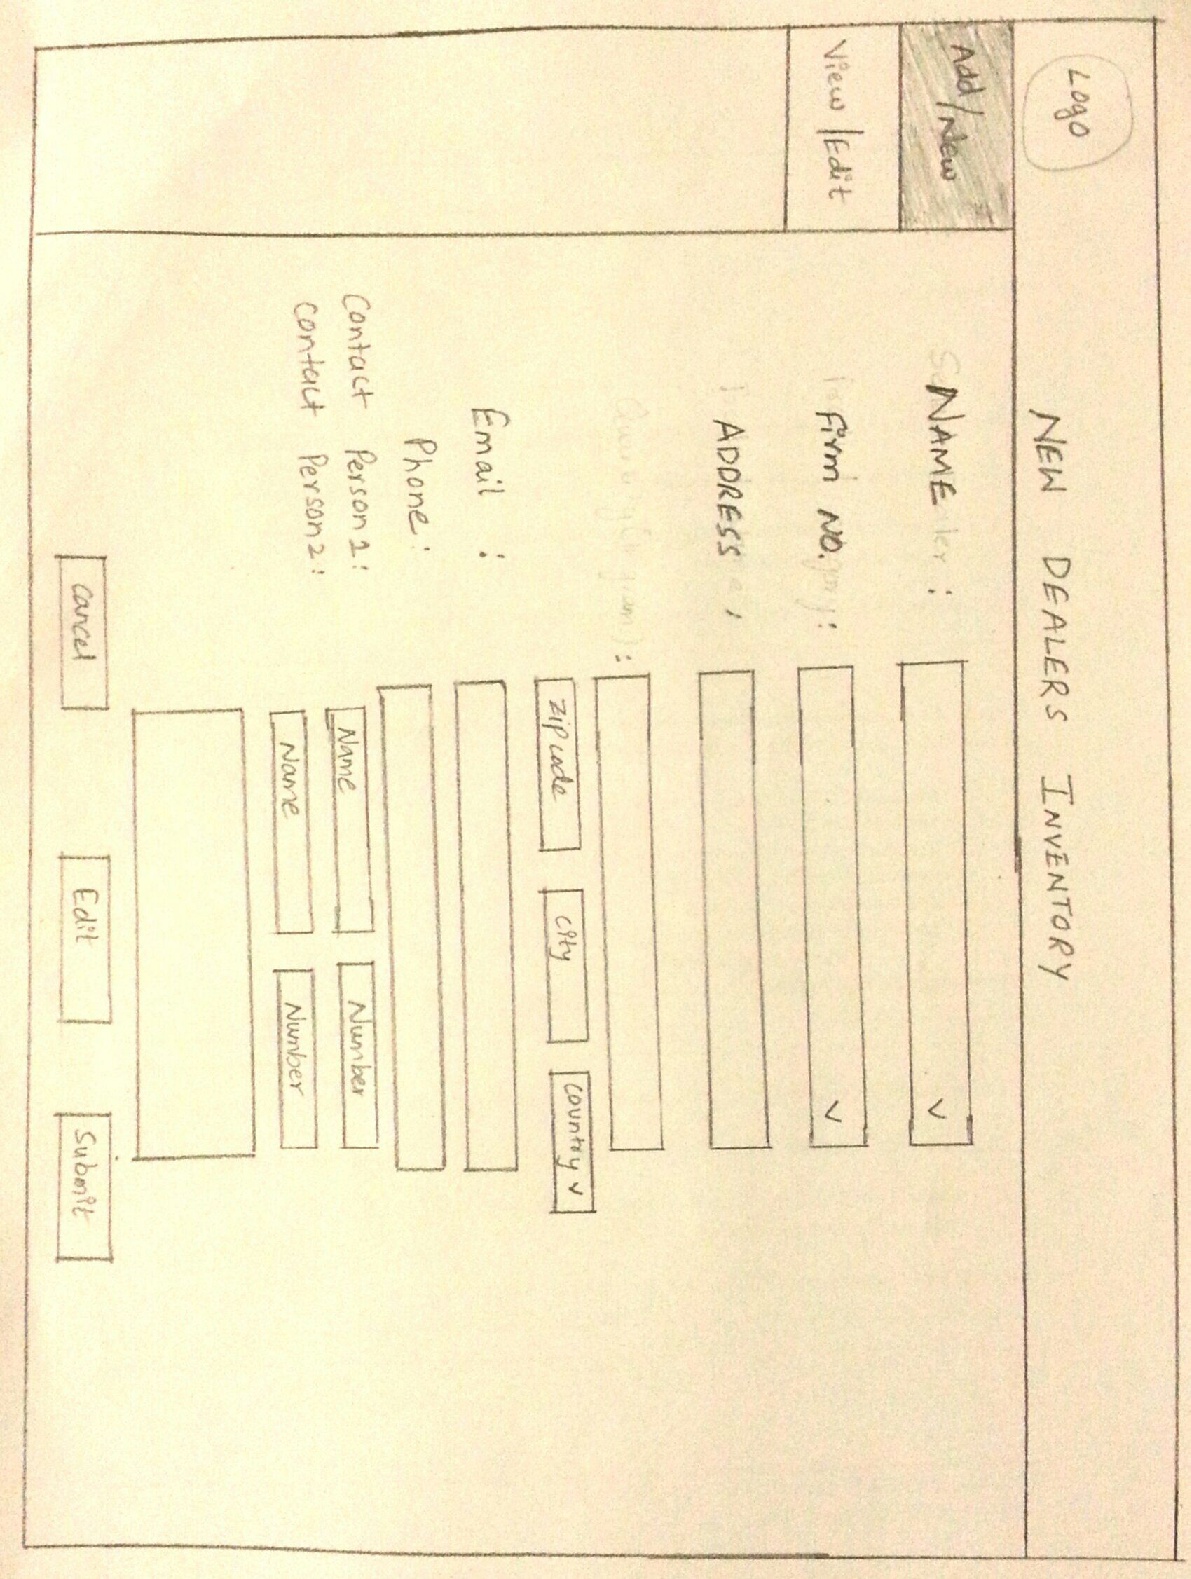 Logo
NEW DEALERS INVENTORY
Add/New
View/Edit
NAME :
Firm NO. :
ADDRESS
:
zip code city country
Email :
Phone :
Contact Person 1: Name Number
Contact Person 2: Name Number
Cancel Edit Submit